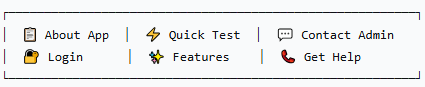 📋 About App | ⚡ Quick Test | 💬 Contact Admin
🔐 Login | ✨ Features | 📞 Get Help